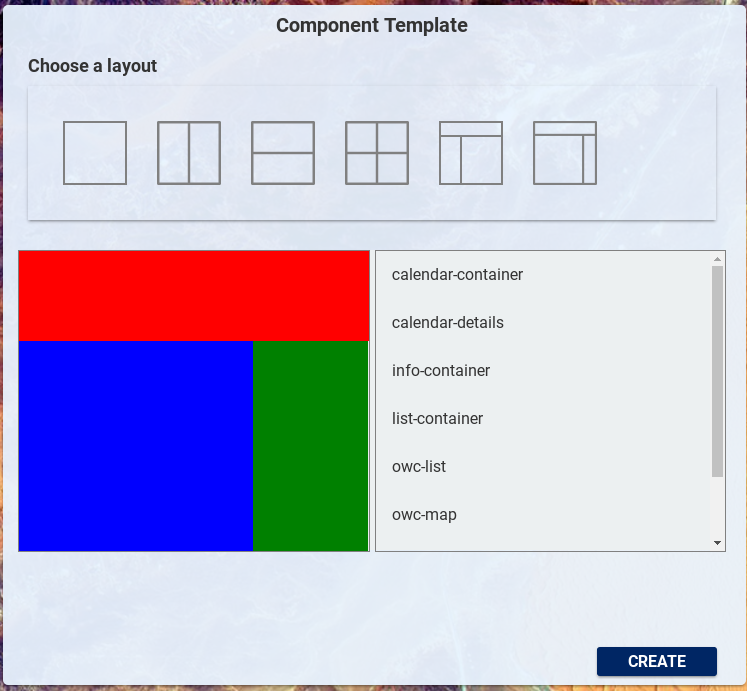 Component Template
Choose a layout
calendar-container
calendar-details
info-container
list-container
owc-list
owc-map
CREATE